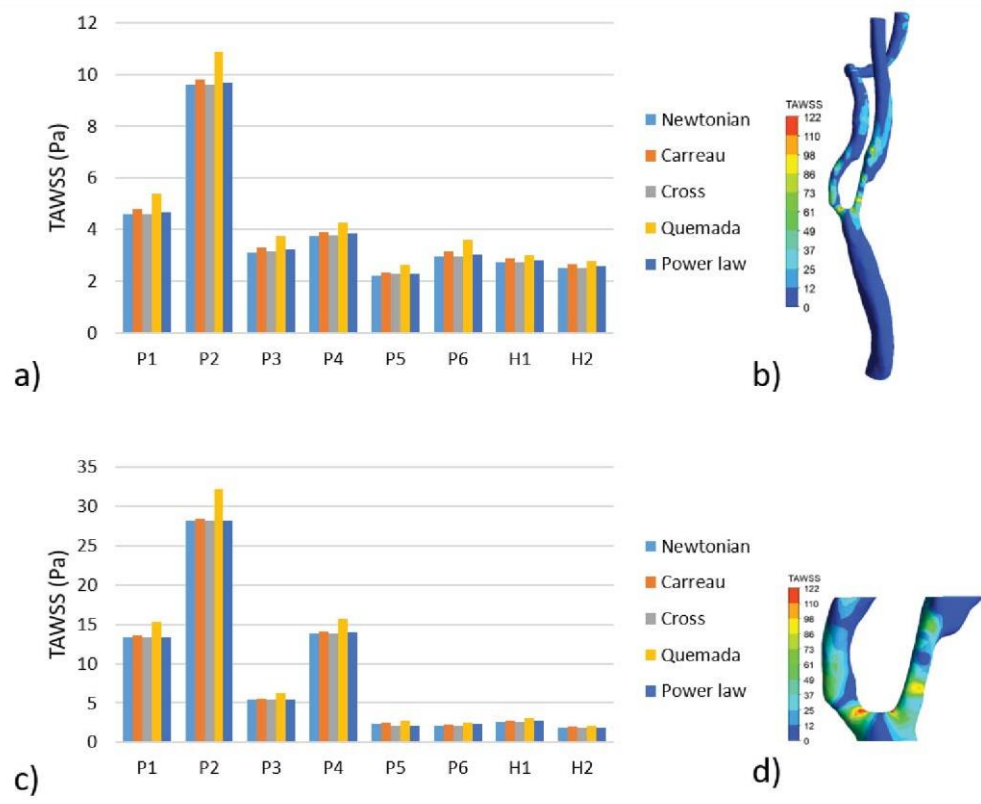 12
10
8
6
4
2
0
TAWSS (Pa)
P1 P2 P3 P4 P5 P6 H1 H2
Newtonian
Carreau
Cross
Quemada
Power law
a)
TAWSS
122
110
98
86
73
61
49
37
25
12
0
b)
35
30
25
20
15
10
5
0
TAWSS (Pa)
P1 P2 P3 P4 P5 P6 H1 H2
Newtonian
Carreau
Cross
Quemada
Power law
c)
TAWSS
122
110
98
86
73
61
49
37
24
12
0
d)